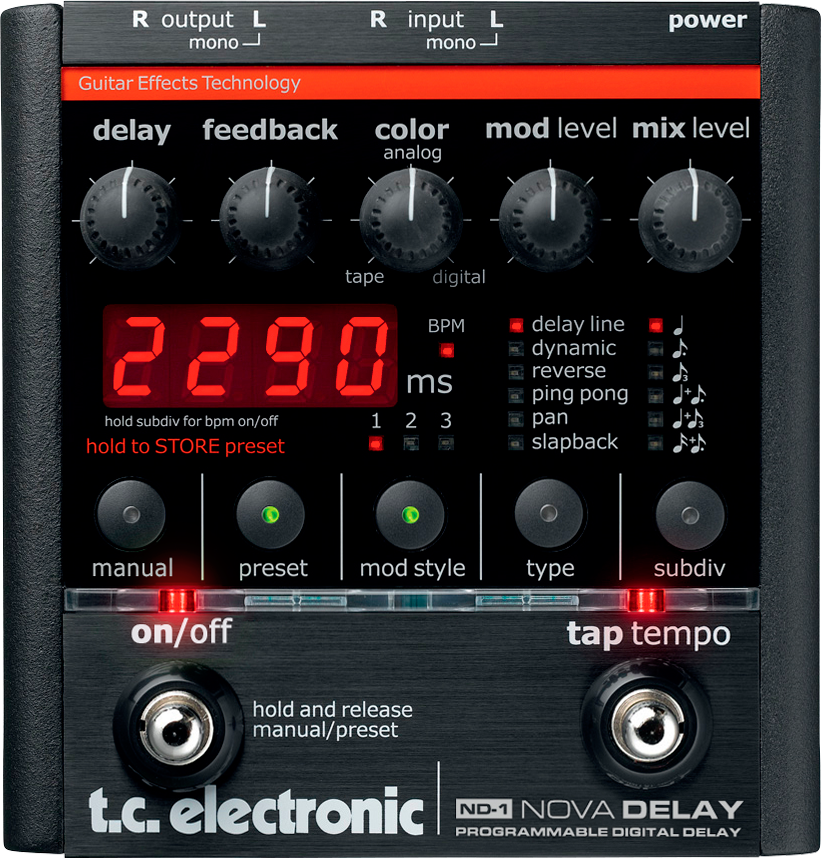 R output L R input L power
mono mono
Guitar Effects Technology
delay feedback color mod level mix level
analog
tape digital
2290
ms
BPM
delay line
dynamic
reverse
ping pong
pan
slapback
hold subdiv for bpm on/off
1 2 3
hold to STORE preset
manual preset mod style type subdiv
on/off tap tempo
hold and release
manual/preset
t.c. electronic
ND-1 NOVA DELAY
PROGRAMMABLE DIGITAL DELAY